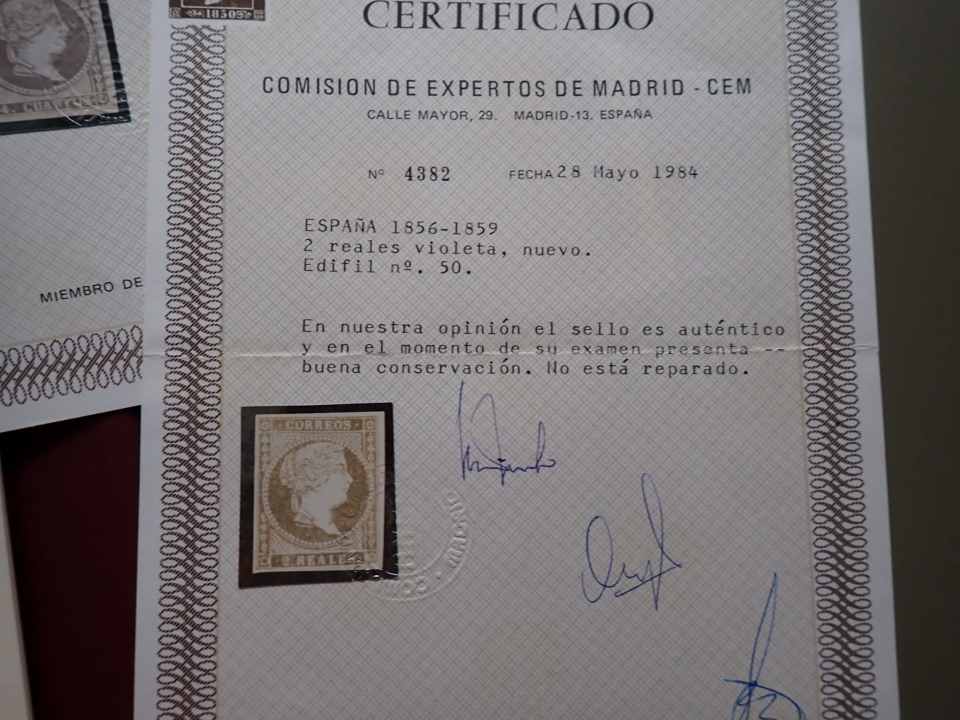 1850
CERTIFICADO
COMISION DE EXPERTOS DE MADRID - CEM
CALLE MAYOR, 29. MADRID-13. ESPAÑA
Nº 4382 FECHA 28 Mayo 1984
ESPAÑA 1856-1859
2 reales violeta, nuevo.
Edifil nº. 50.
En nuestra opinión el sello es auténtico
y en el momento de su examen presenta --
buena conservación. No está reparado.
CORREOS
2 REALES
CUARTOS
MIEMBRO DE